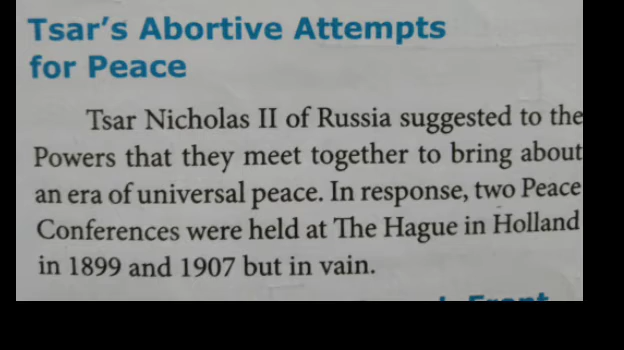 Tsar's Abortive Attempts
for Peace
Tsar Nicholas II of Russia suggested to the
Powers that they meet together to bring about
an era of universal peace. In response, two Peace
Conferences were held at The Hague in Holland
in 1899 and 1907 but in vain.